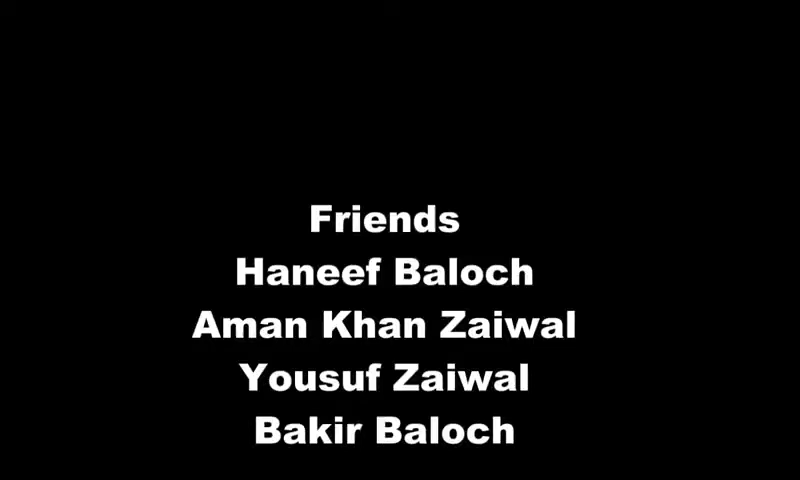 Friends
Haneef Baloch
Aman Khan Zaiwal
Yousuf Zaiwal
Bakir Baloch